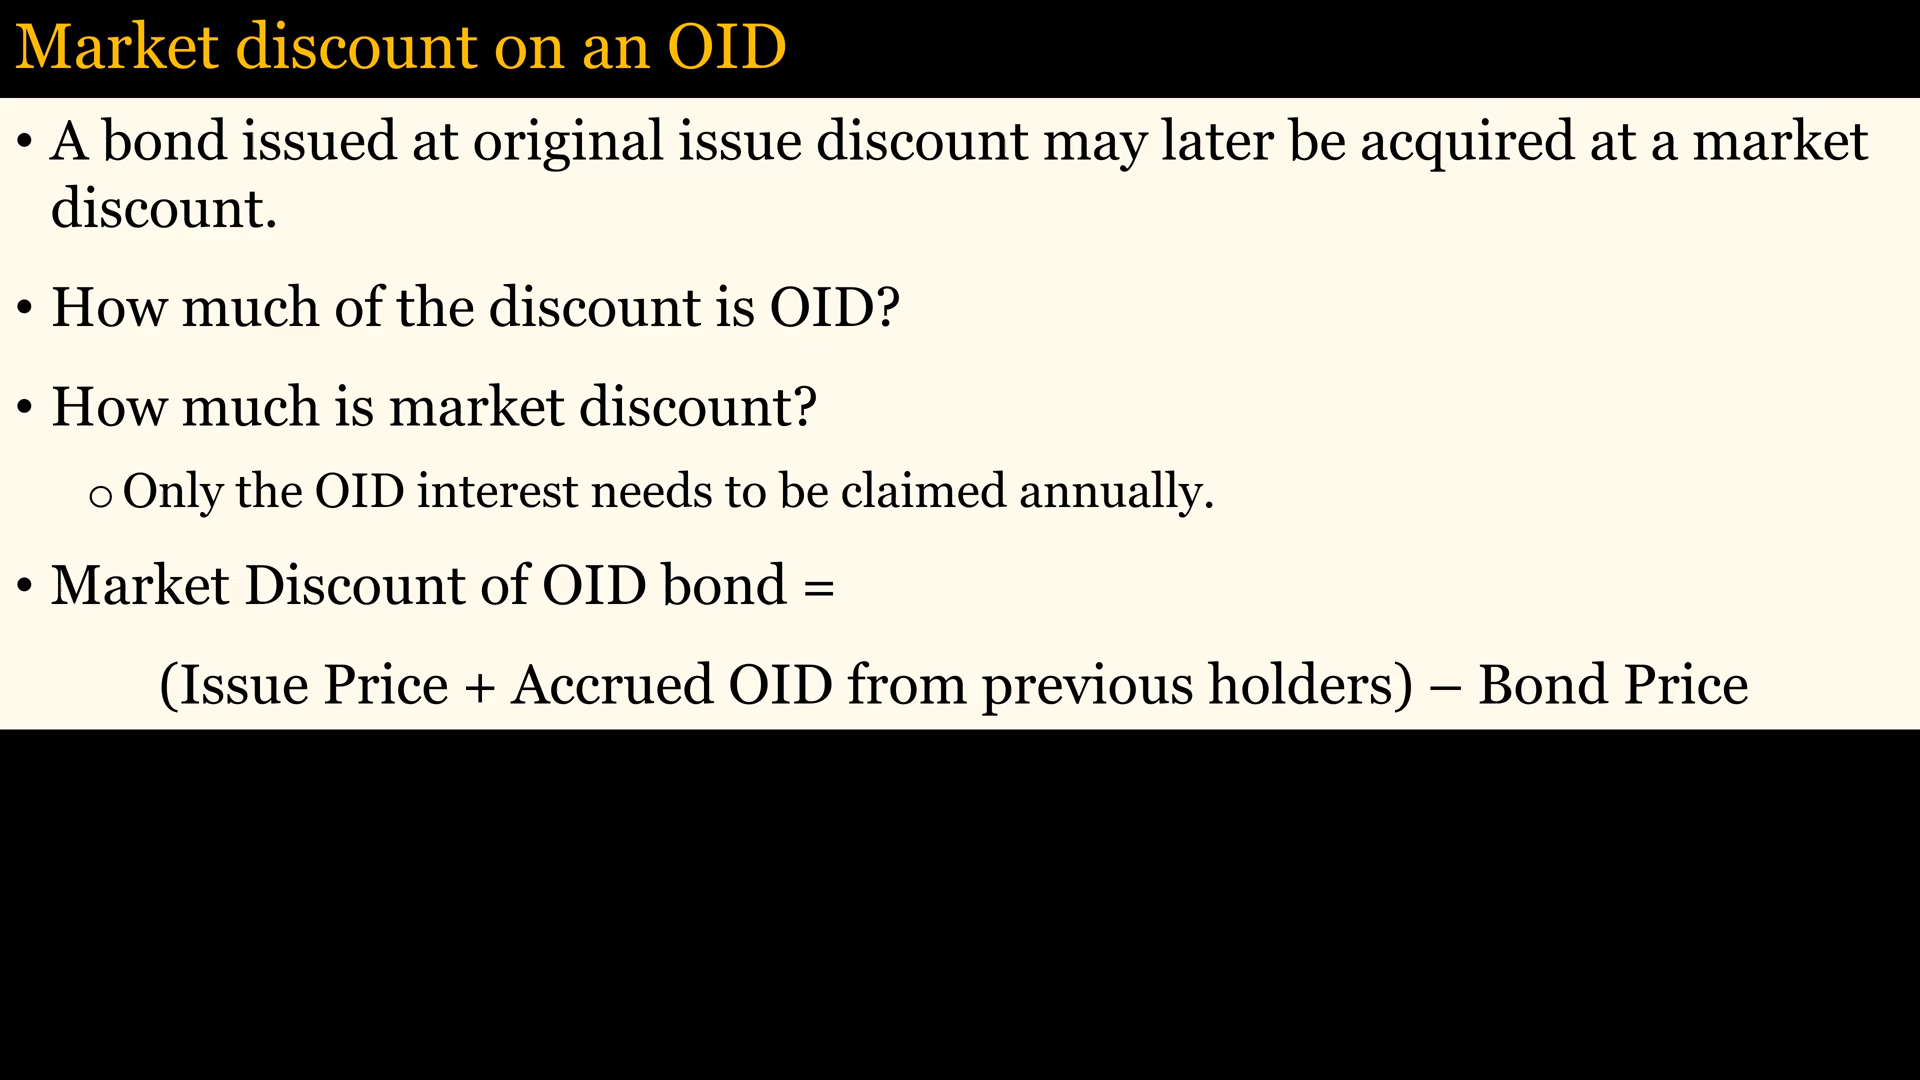 Market discount on an OID
• A bond issued at original issue discount may later be acquired at a market
discount.
• How much of the discount is OID?
• How much is market discount?
○ Only the OID interest needs to be claimed annually.
• Market Discount of OID bond =
(Issue Price + Accrued OID from previous holders) – Bond Price